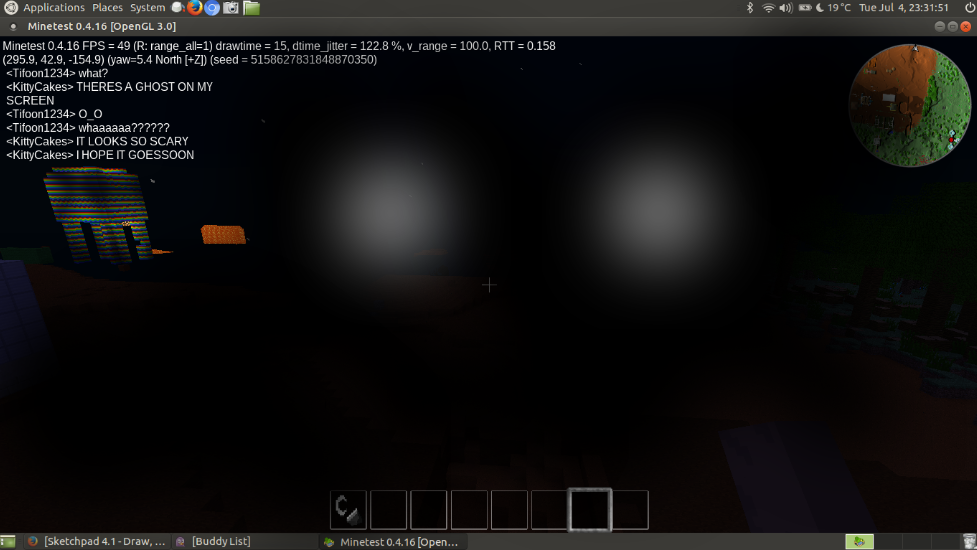 Applications Places System 19°C Tue Jul 4, 23:31:51
Minetest 0.4.16 [OpenGL 3.0]
Minetest 0.4.16 FPS = 49 (R: range_all=1) drawtime = 15, dtime_jitter = 122.8 %, v_range = 100.0, RTT = 0.158
(295.9, 42.9, -154.9) (yaw=5.4 North [+Z]) (seed = 5158627831848870350)
<Tifoon1234> what?
<KittyCakes> THERES A GHOST ON MY
SCREEN
<Tifoon1234> O_O
<Tifoon1234> whaaaaaa??????
<KittyCakes> IT LOOKS SO SCARY
<KittyCakes> I HOPE IT GOESSOON
[Sketchpad 4.1 - Draw, ... [Buddy List] Minetest 0.4.16 [Open...